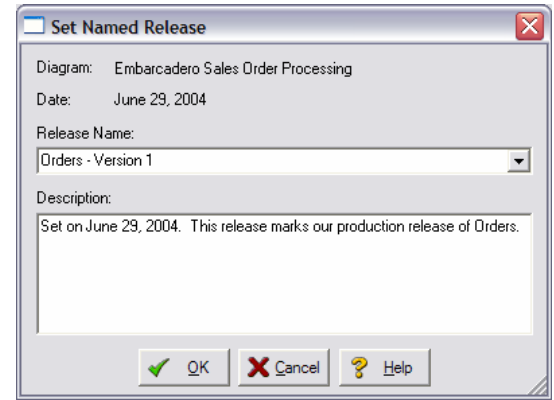 Set Named Release
Diagram: Embarcadero Sales Order Processing
Date: June 29, 2004
Release Name:
Orders - Version 1
Description:
Set on June 29, 2004. This release marks our production release of Orders.
OK Cancel Help